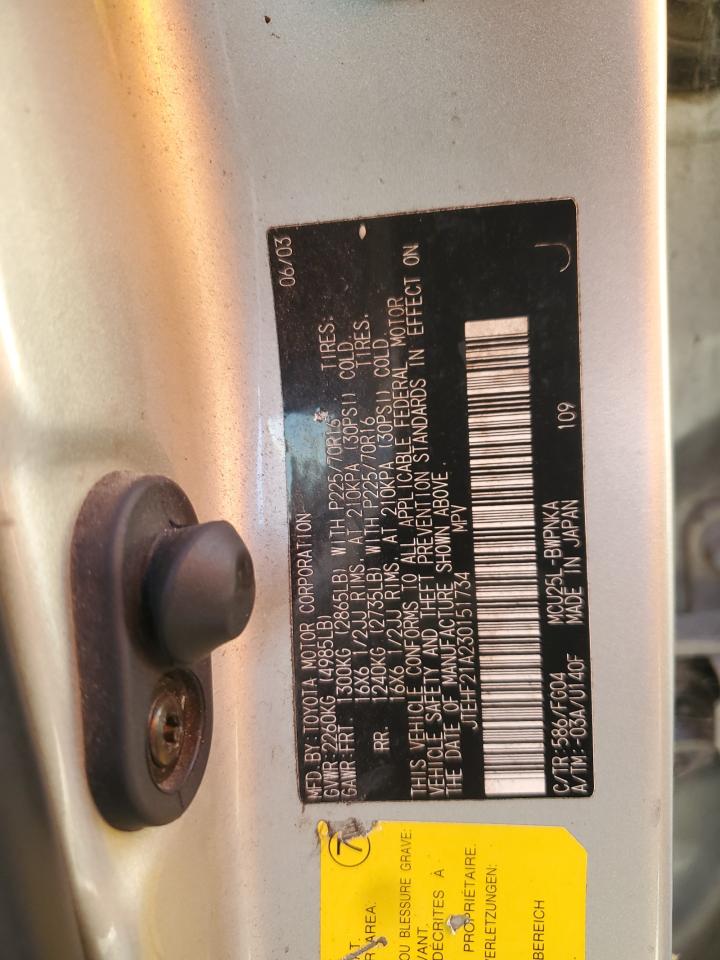 MFD.BY:TOYOTA MOTOR CORPORATION 06/03
GVWR:2260KG (4985LB)
GAWR:FRT. 1300KG (2865LB) WITH P225/70R16 TIRES:
16X6 1/2JJ RIMS, AT 210KPA (30PSI) COLD.
RR. 1240KG (2735LB) WITH P225/70R16 TIRES.
16X6 1/2JJ RIMS, AT 210KPA (30PSI) COLD.
THIS VEHICLE CONFORMS TO ALL APPLICABLE FEDERAL MOTOR
VEHICLE SAFETY AND THEFT PREVENTION STANDARDS IN EFFECT ON
THE DATE OF MANUFACTURE SHOWN ABOVE.
JTEHF21A230151734 MPV
C/TR:586/FG04 MCU25L-BWPNKA 109 J
A/TM:-03A/U140F MADE IN JAPAN
7
R AREA:
OU BLESSURE GRAVE:
VANT.
DÉCRITES À
PROPRIÉTAIRE.
VERLETZUNGEN:
BEREICH